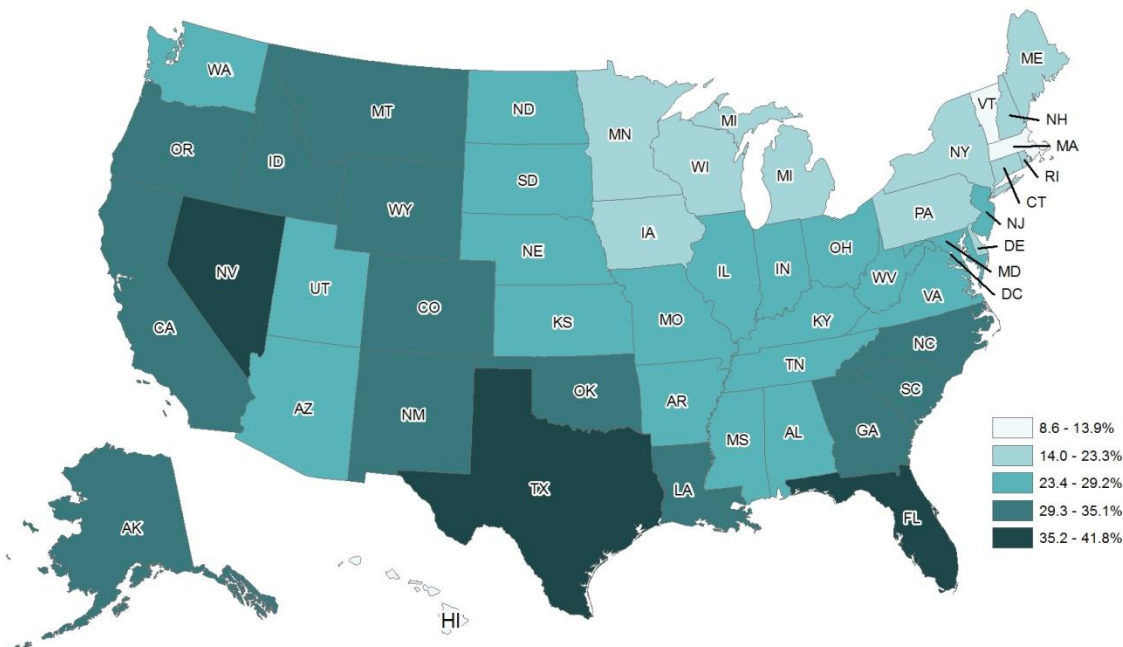 ME
WA
VT
MT
ND
NH
MN
MI
OR
MA
ID
NY
WI
MI
RI
SD
CT
WY
PA
NJ
IA
NE
DE
OH
NV
IL
IN
MD
UT
WV
DC
CO
VA
CA
KS
MO
KY
NC
TN
OK
AZ
NM
AR
SC
MS
AL
GA
8.6 - 13.9%
14.0 - 23.3%
23.4 - 29.2%
29.3 - 35.1%
35.2 - 41.8%
TX
LA
FL
AK
HI